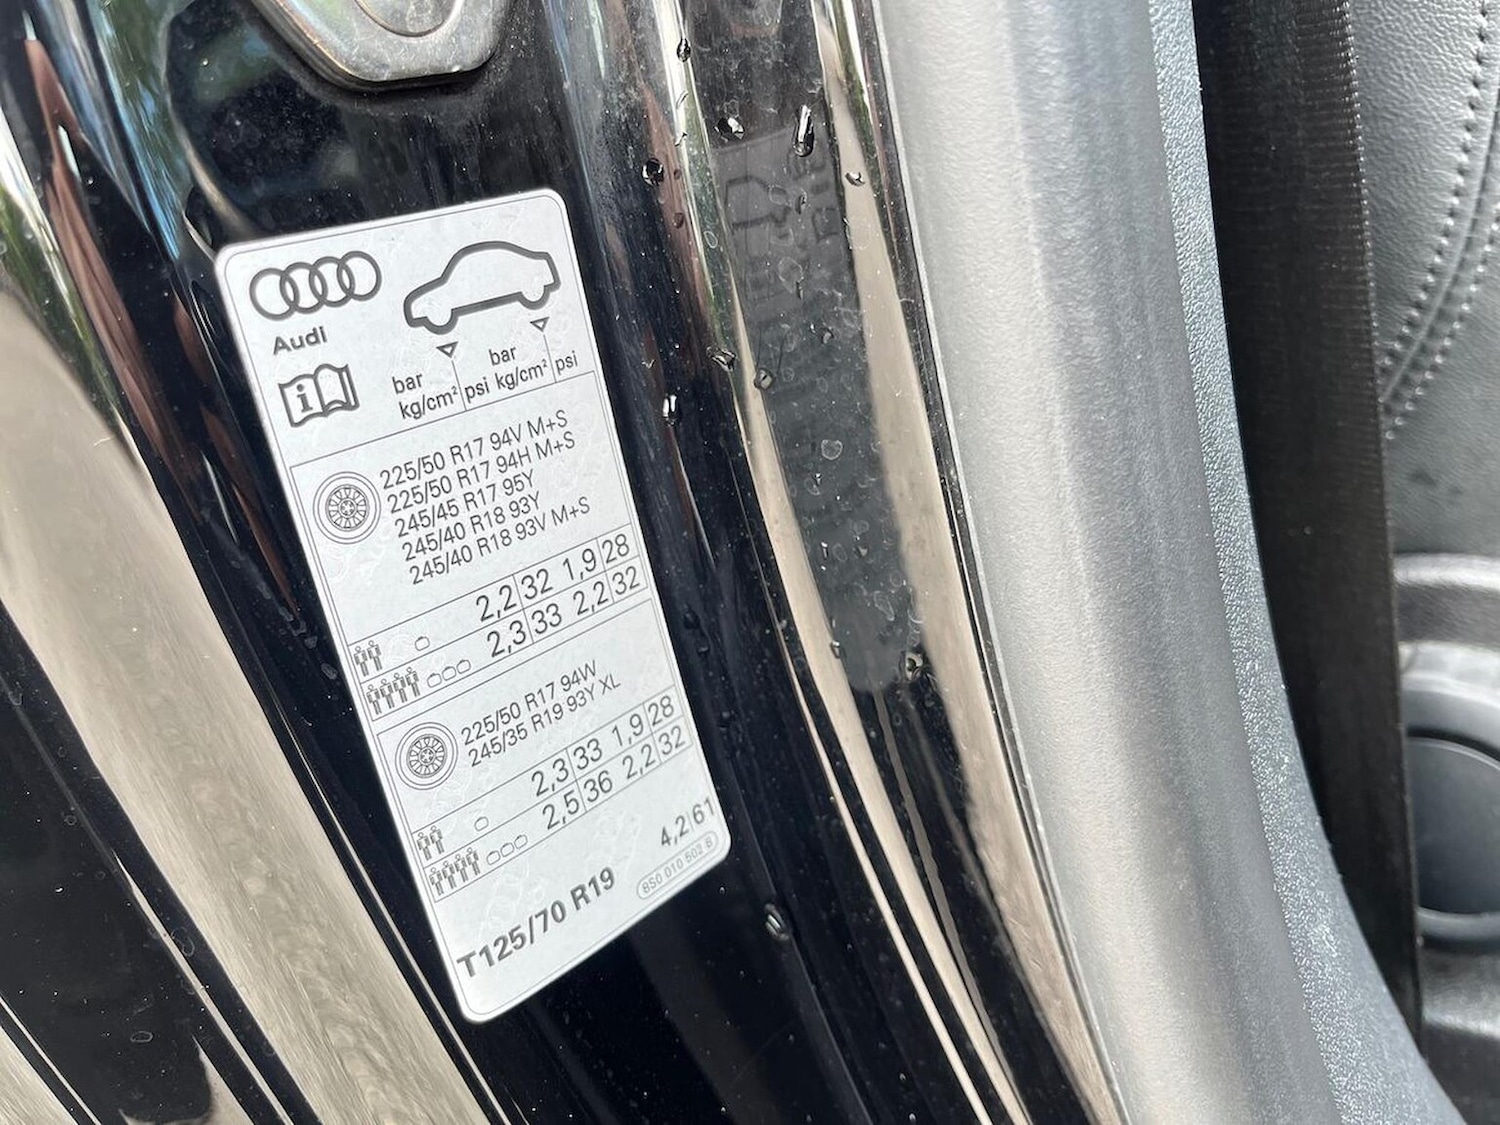 Audi
bar
kg/cm² psi
bar
kg/cm² psi
225/50 R17 94V M+S
225/50 R17 94H M+S
245/45 R17 95Y
245/40 R18 93Y
245/40 R18 93V M+S
2,2 32 1,9 28
2,3 33 2,2 32
225/50 R17 94W
245/35 R19 93Y XL
2,3 33 1,9 28
2,5 36 2,2 32
T125/70 R19 4,2 61
8S0 010 502 B